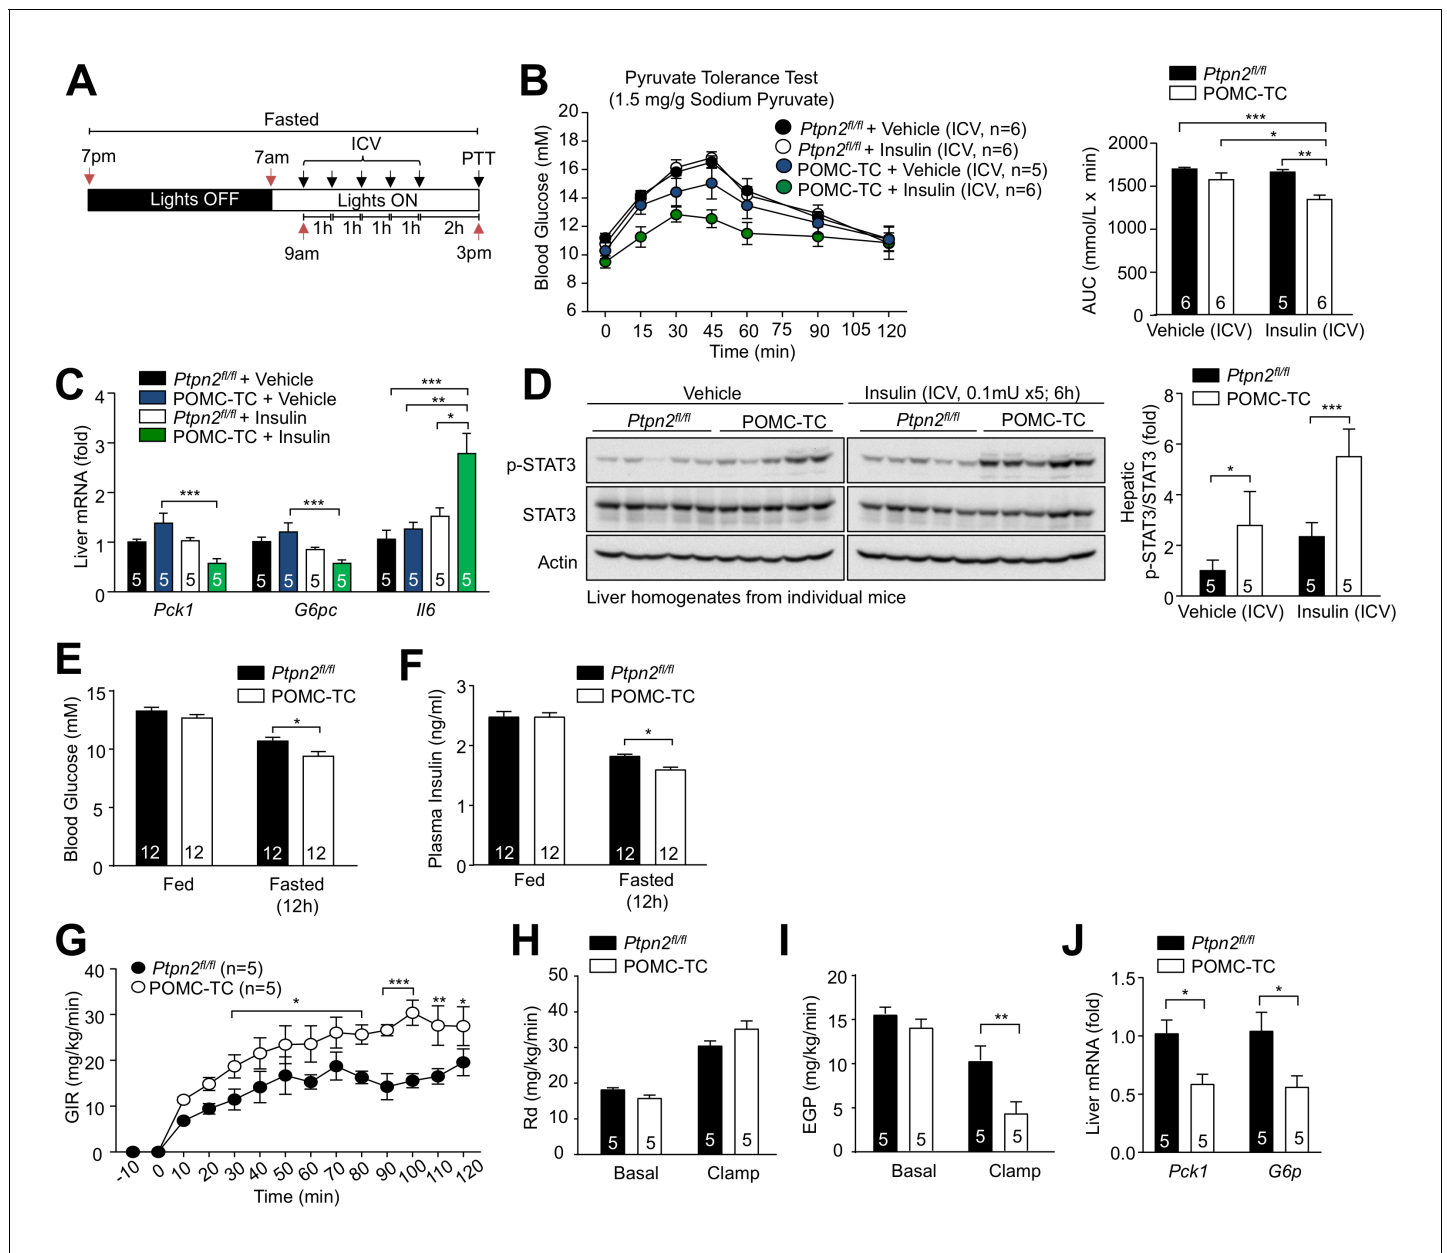 A
Fasted
7pm
7am
ICV
PTT
Lights OFF
Lights ON
1h 1h 1h 1h 2h
9am
3pm
B
Pyruvate Tolerance Test
(1.5 mg/g Sodium Pyruvate)
Ptpn2fl/fl + Vehicle (ICV, n=6)
Ptpn2fl/fl + Insulin (ICV, n=6)
POMC-TC + Vehicle (ICV, n=5)
POMC-TC + Insulin (ICV, n=6)
Blood Glucose (mM)
20
18
16
14
12
10
8
6
0 15 30 45 60 75 90 105 120
Time (min)
Ptpn2fl/fl
POMC-TC
***
*
**
AUC (mmol/L x min)
2000
1500
1000
500
0
6 6 5 6
Vehicle (ICV) Insulin (ICV)
C
Ptpn2fl/fl + Vehicle
POMC-TC + Vehicle
Ptpn2fl/fl + Insulin
POMC-TC + Insulin
***
**
*
*** ***
Liver mRNA (fold)
4
3
2
1
0
5 5 5 5 5 5 5 5 5 5 5 5
Pck1 G6pc Il6
D
Vehicle Insulin (ICV, 0.1mU x5; 6h)
Ptpn2fl/fl POMC-TC Ptpn2fl/fl POMC-TC
p-STAT3
STAT3
Actin
Liver homogenates from individual mice
Ptpn2fl/fl
POMC-TC
*
***
Hepatic
p-STAT3/STAT3 (fold)
8
6
4
2
0
5 5 5 5
Vehicle (ICV) Insulin (ICV)
E
Ptpn2fl/fl
POMC-TC
*
Blood Glucose (mM)
15
10
5
0
12 12 12 12
Fed Fasted
(12h)
F
Ptpn2fl/fl
POMC-TC
*
Plasma Insulin (ng/ml)
3
2
1
0
12 12 12 12
Fed Fasted
(12h)
G
Ptpn2fl/fl (n=5)
POMC-TC (n=5)
* *** ** *
GIR (mg/kg/min)
40
30
20
10
0
-10 0 10 20 30 40 50 60 70 80 90 100 110 120
Time (min)
H
Ptpn2fl/fl
POMC-TC
Rd (mg/kg/min)
50
40
30
20
10
0
5 5 5 5
Basal Clamp
I
**
EGP (mg/kg/min)
20
15
10
5
0
5 5 5 5
Basal Clamp
J
Ptpn2fl/fl
POMC-TC
* *
Liver mRNA (fold)
1.5
1.0
0.5
0.0
5 5 5 5
Pck1 G6p